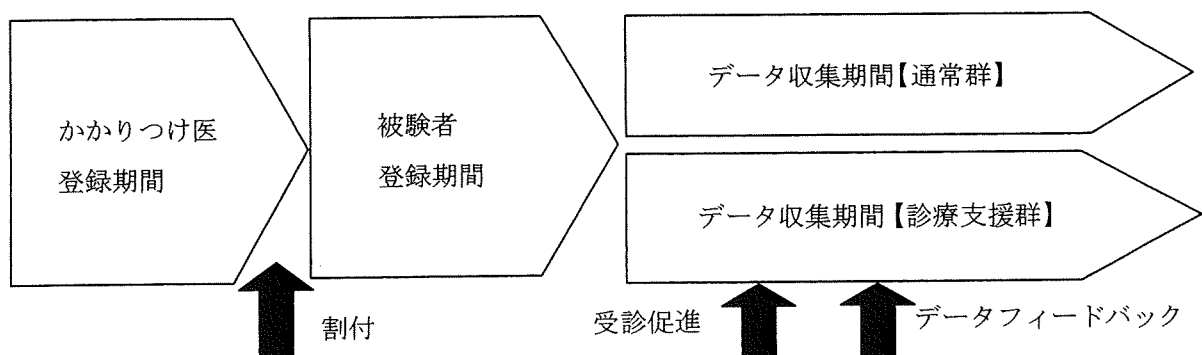 かかりつけ医
登録期間
被験者
登録期間
データ収集期間【通常群】
データ収集期間【診療支援群】
割付
受診促進
データフィードバック